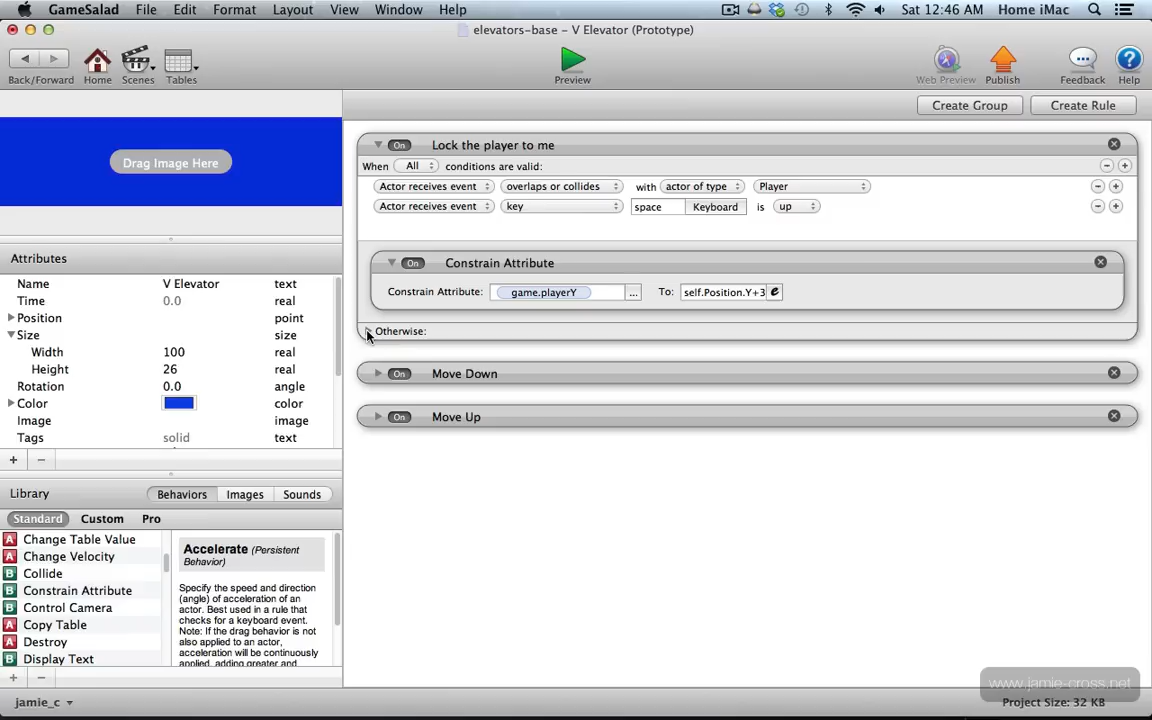 GameSalad File Edit Format Layout View Window Help Sat 12:46 AM Home iMac
elevators-base – V Elevator (Prototype)
Back/Forward Home Scenes Tables Preview Web Preview Publish Feedback Help
Create Group Create Rule
Drag Image Here
On Lock the player to me
When All conditions are valid:
Actor receives event overlaps or collides with actor of type Player
Actor receives event key space Keyboard is up
On Constrain Attribute
Constrain Attribute: game.playerY ... To: self.Position.Y+3 e
Otherwise:
On Move Down
On Move Up
Attributes
Name V Elevator text
Time 0.0 real
Position point
Size size
Width 100 real
Height 26 real
Rotation 0.0 angle
Color color
Image image
Tags solid text
Library Behaviors Images Sounds
Standard Custom Pro
Change Table Value
Change Velocity
Collide
Constrain Attribute
Control Camera
Copy Table
Destroy
Display Text
Accelerate (Persistent
Behavior)
Specify the speed and direction
(angle) of acceleration of an
actor. Best used in a rule that
checks for a keyboard event.
Note: If the drag behavior is not
also applied to an actor,
acceleration will be continuously
applied, adding greater and
www.jamie-cross.net
jamie_c Project Size: 32 KB